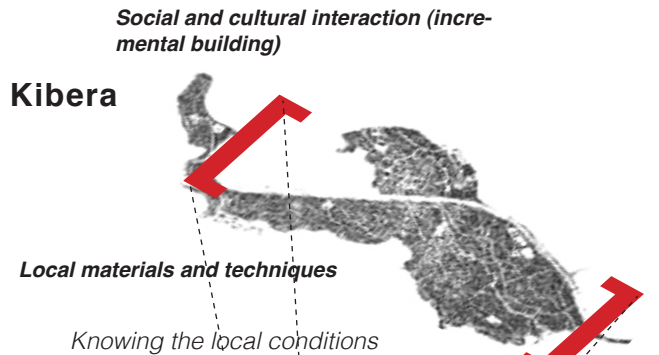 Social and cultural interaction (incre-
mental building)
Kibera
Local materials and techniques
Knowing the local conditions